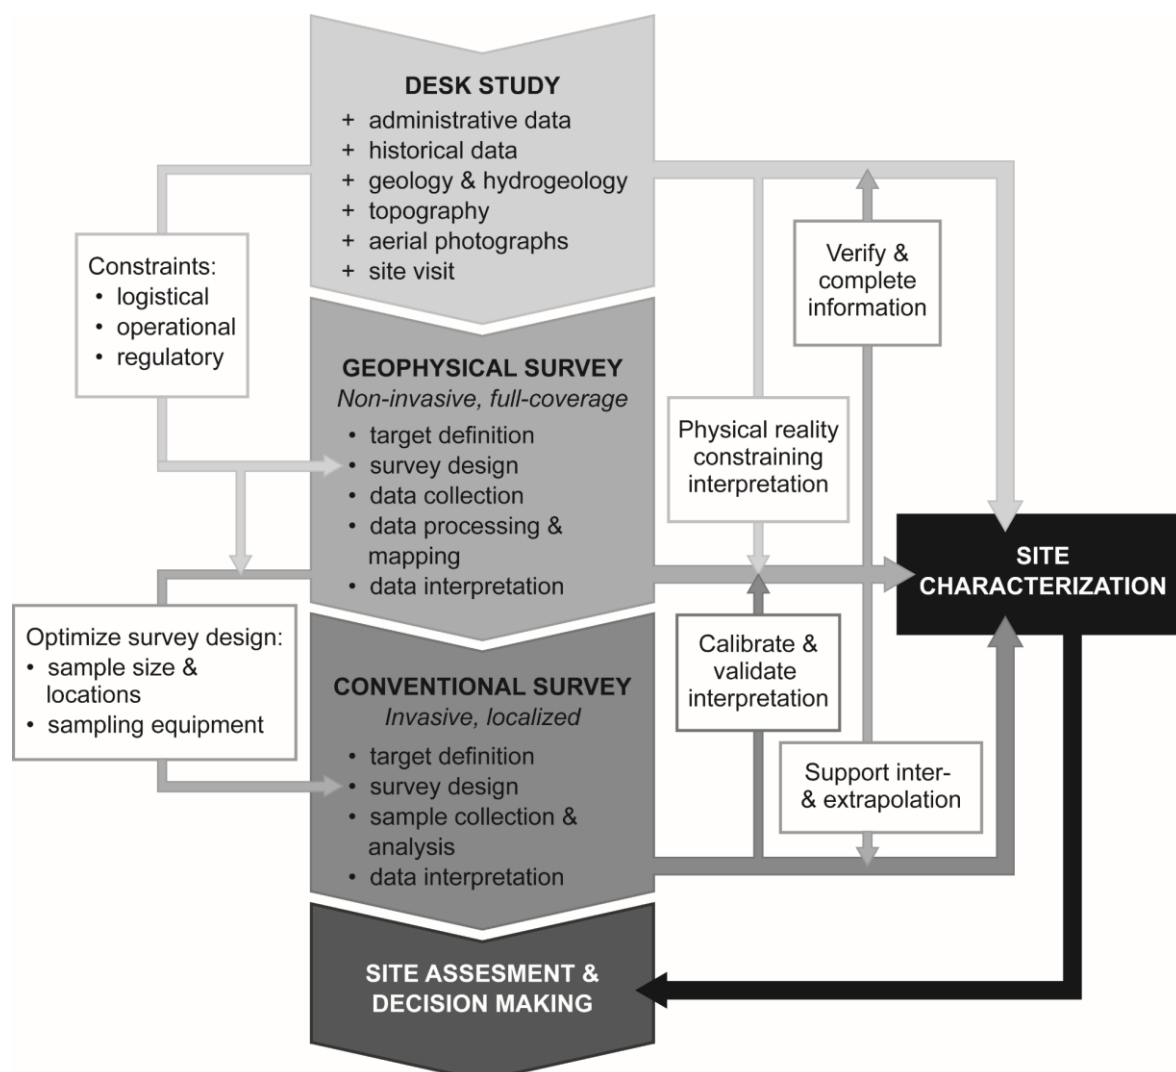 DESK STUDY
+ administrative data
+ historical data
+ geology & hydrogeology
+ topography
+ aerial photographs
+ site visit
Constraints:
• logistical
• operational
• regulatory
Verify &
complete
information
GEOPHYSICAL SURVEY
Non-invasive, full-coverage
• target definition
• survey design
• data collection
• data processing &
mapping
• data interpretation
Physical reality
constraining
interpretation
SITE
CHARACTERIZATION
Optimize survey design:
• sample size &
locations
• sampling equipment
Calibrate &
validate
interpretation
CONVENTIONAL SURVEY
Invasive, localized
• target definition
• survey design
• sample collection &
analysis
• data interpretation
Support inter-
& extrapolation
SITE ASSESMENT &
DECISION MAKING